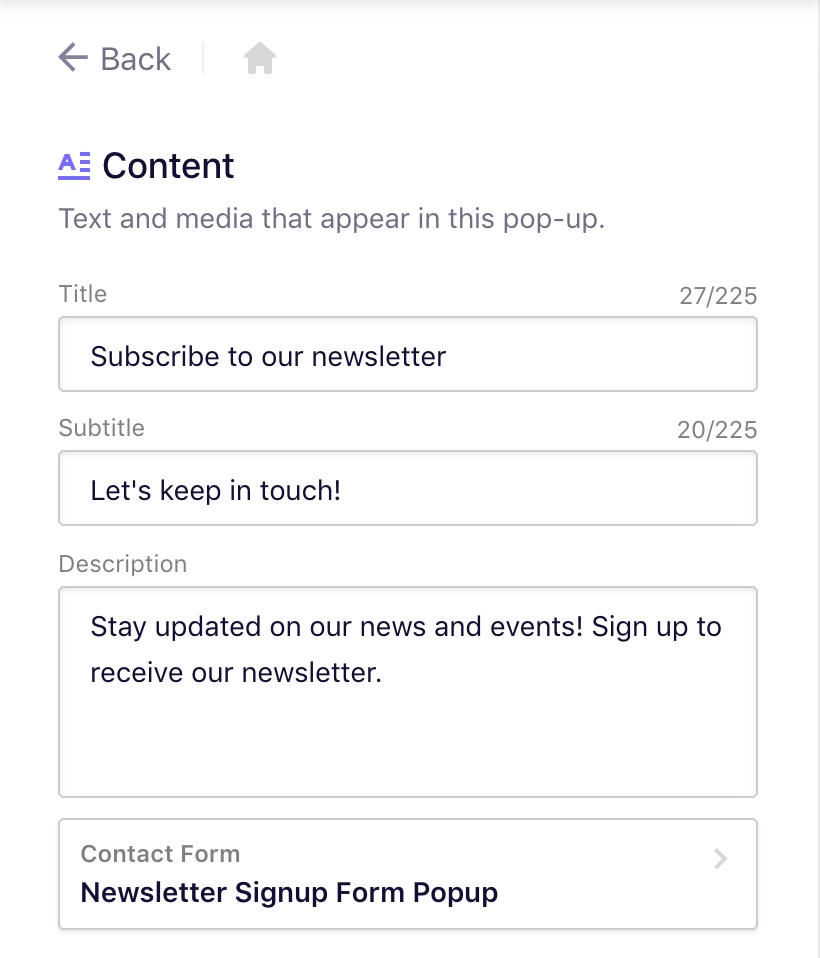 Back
Content
Text and media that appear in this pop-up.
Title 27/225
Subscribe to our newsletter
Subtitle 20/225
Let's keep in touch!
Description
Stay updated on our news and events! Sign up to
receive our newsletter.
Contact Form
Newsletter Signup Form Popup